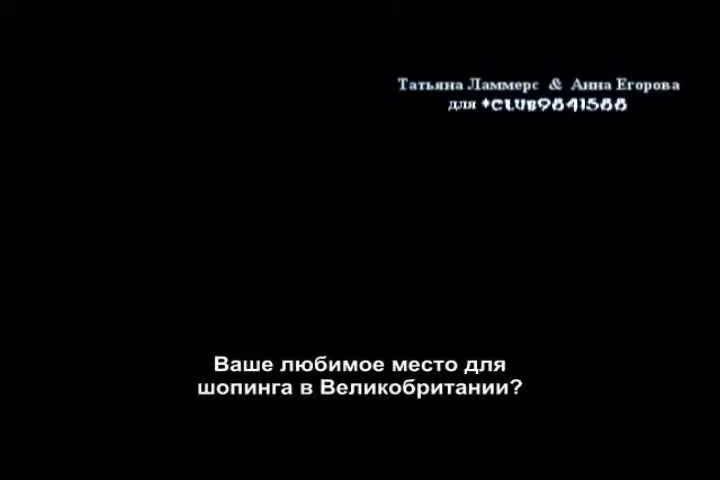 Татьяна Ламмерс & Анна Егорова
для *CLUB9841588
Ваше любимое место для
шопинга в Великобритании?